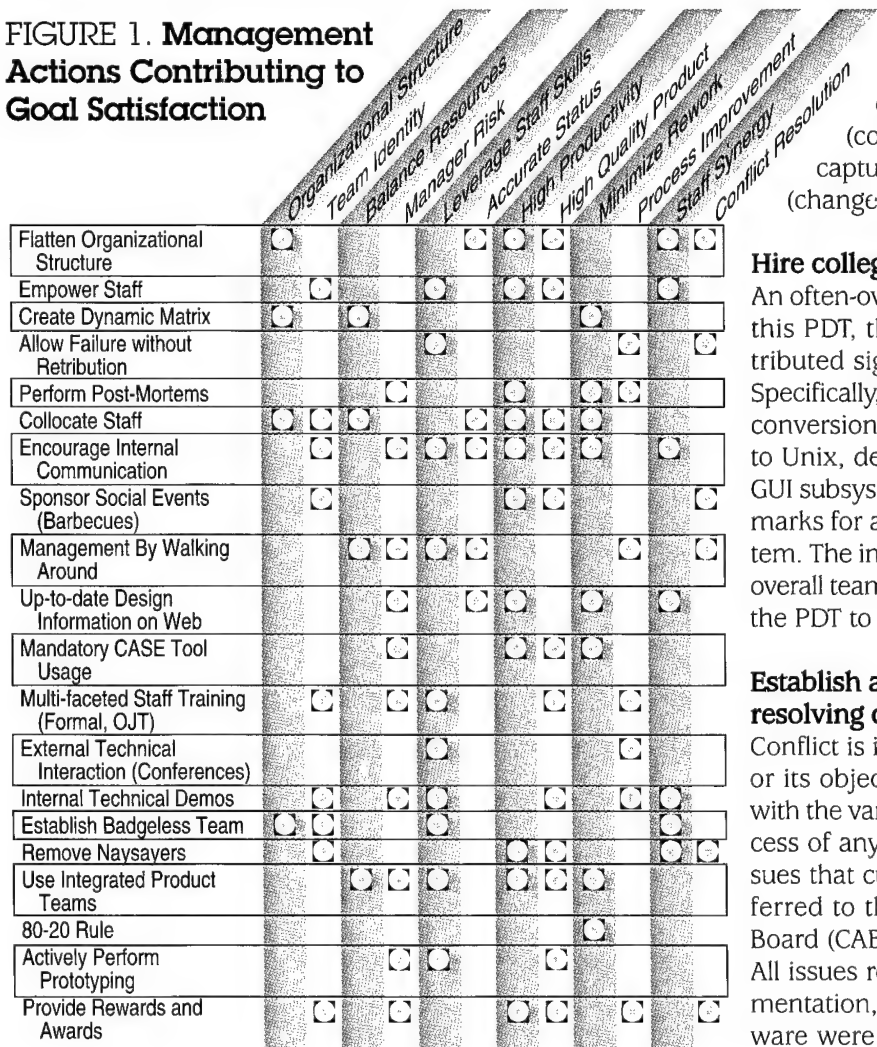 FIGURE 1. Management
Actions Contributing to
Goal Satisfaction
Organizational Structure
Team Identity
Balance Resources
Manager Risk
Leverage Staff Skills
Accurate Status
High Productivity
High Quality Product
Minimize Rework
Process Improvement
Staff Synergy
Conflict Resolution
Flatten Organizational
Structure
Empower Staff
Create Dynamic Matrix
Allow Failure without
Retribution
Perform Post-Mortems
Collocate Staff
Encourage Internal
Communication
Sponsor Social Events
(Barbecues)
Management By Walking
Around
Up-to-date Design
Information on Web
Mandatory CASE Tool
Usage
Multi-faceted Staff Training
(Formal, OJT)
External Technical
Interaction (Conferences)
Internal Technical Demos
Establish Badgeless Team
Remove Naysayers
Use Integrated Product
Teams
80-20 Rule
Actively Perform
Prototyping
Provide Rewards and
Awards
(co
captu
(change
Hire colleg
An often-ov
this PDT, th
tributed sig
Specifically,
conversion
to Unix, de
GUI subsys
marks for a
tem. The in
overall team
the PDT to
Establish a
resolving c
Conflict is i
or its objec
with the var
cess of any
sues that cu
ferred to th
Board (CAB
All issues re
mentation,
ware were